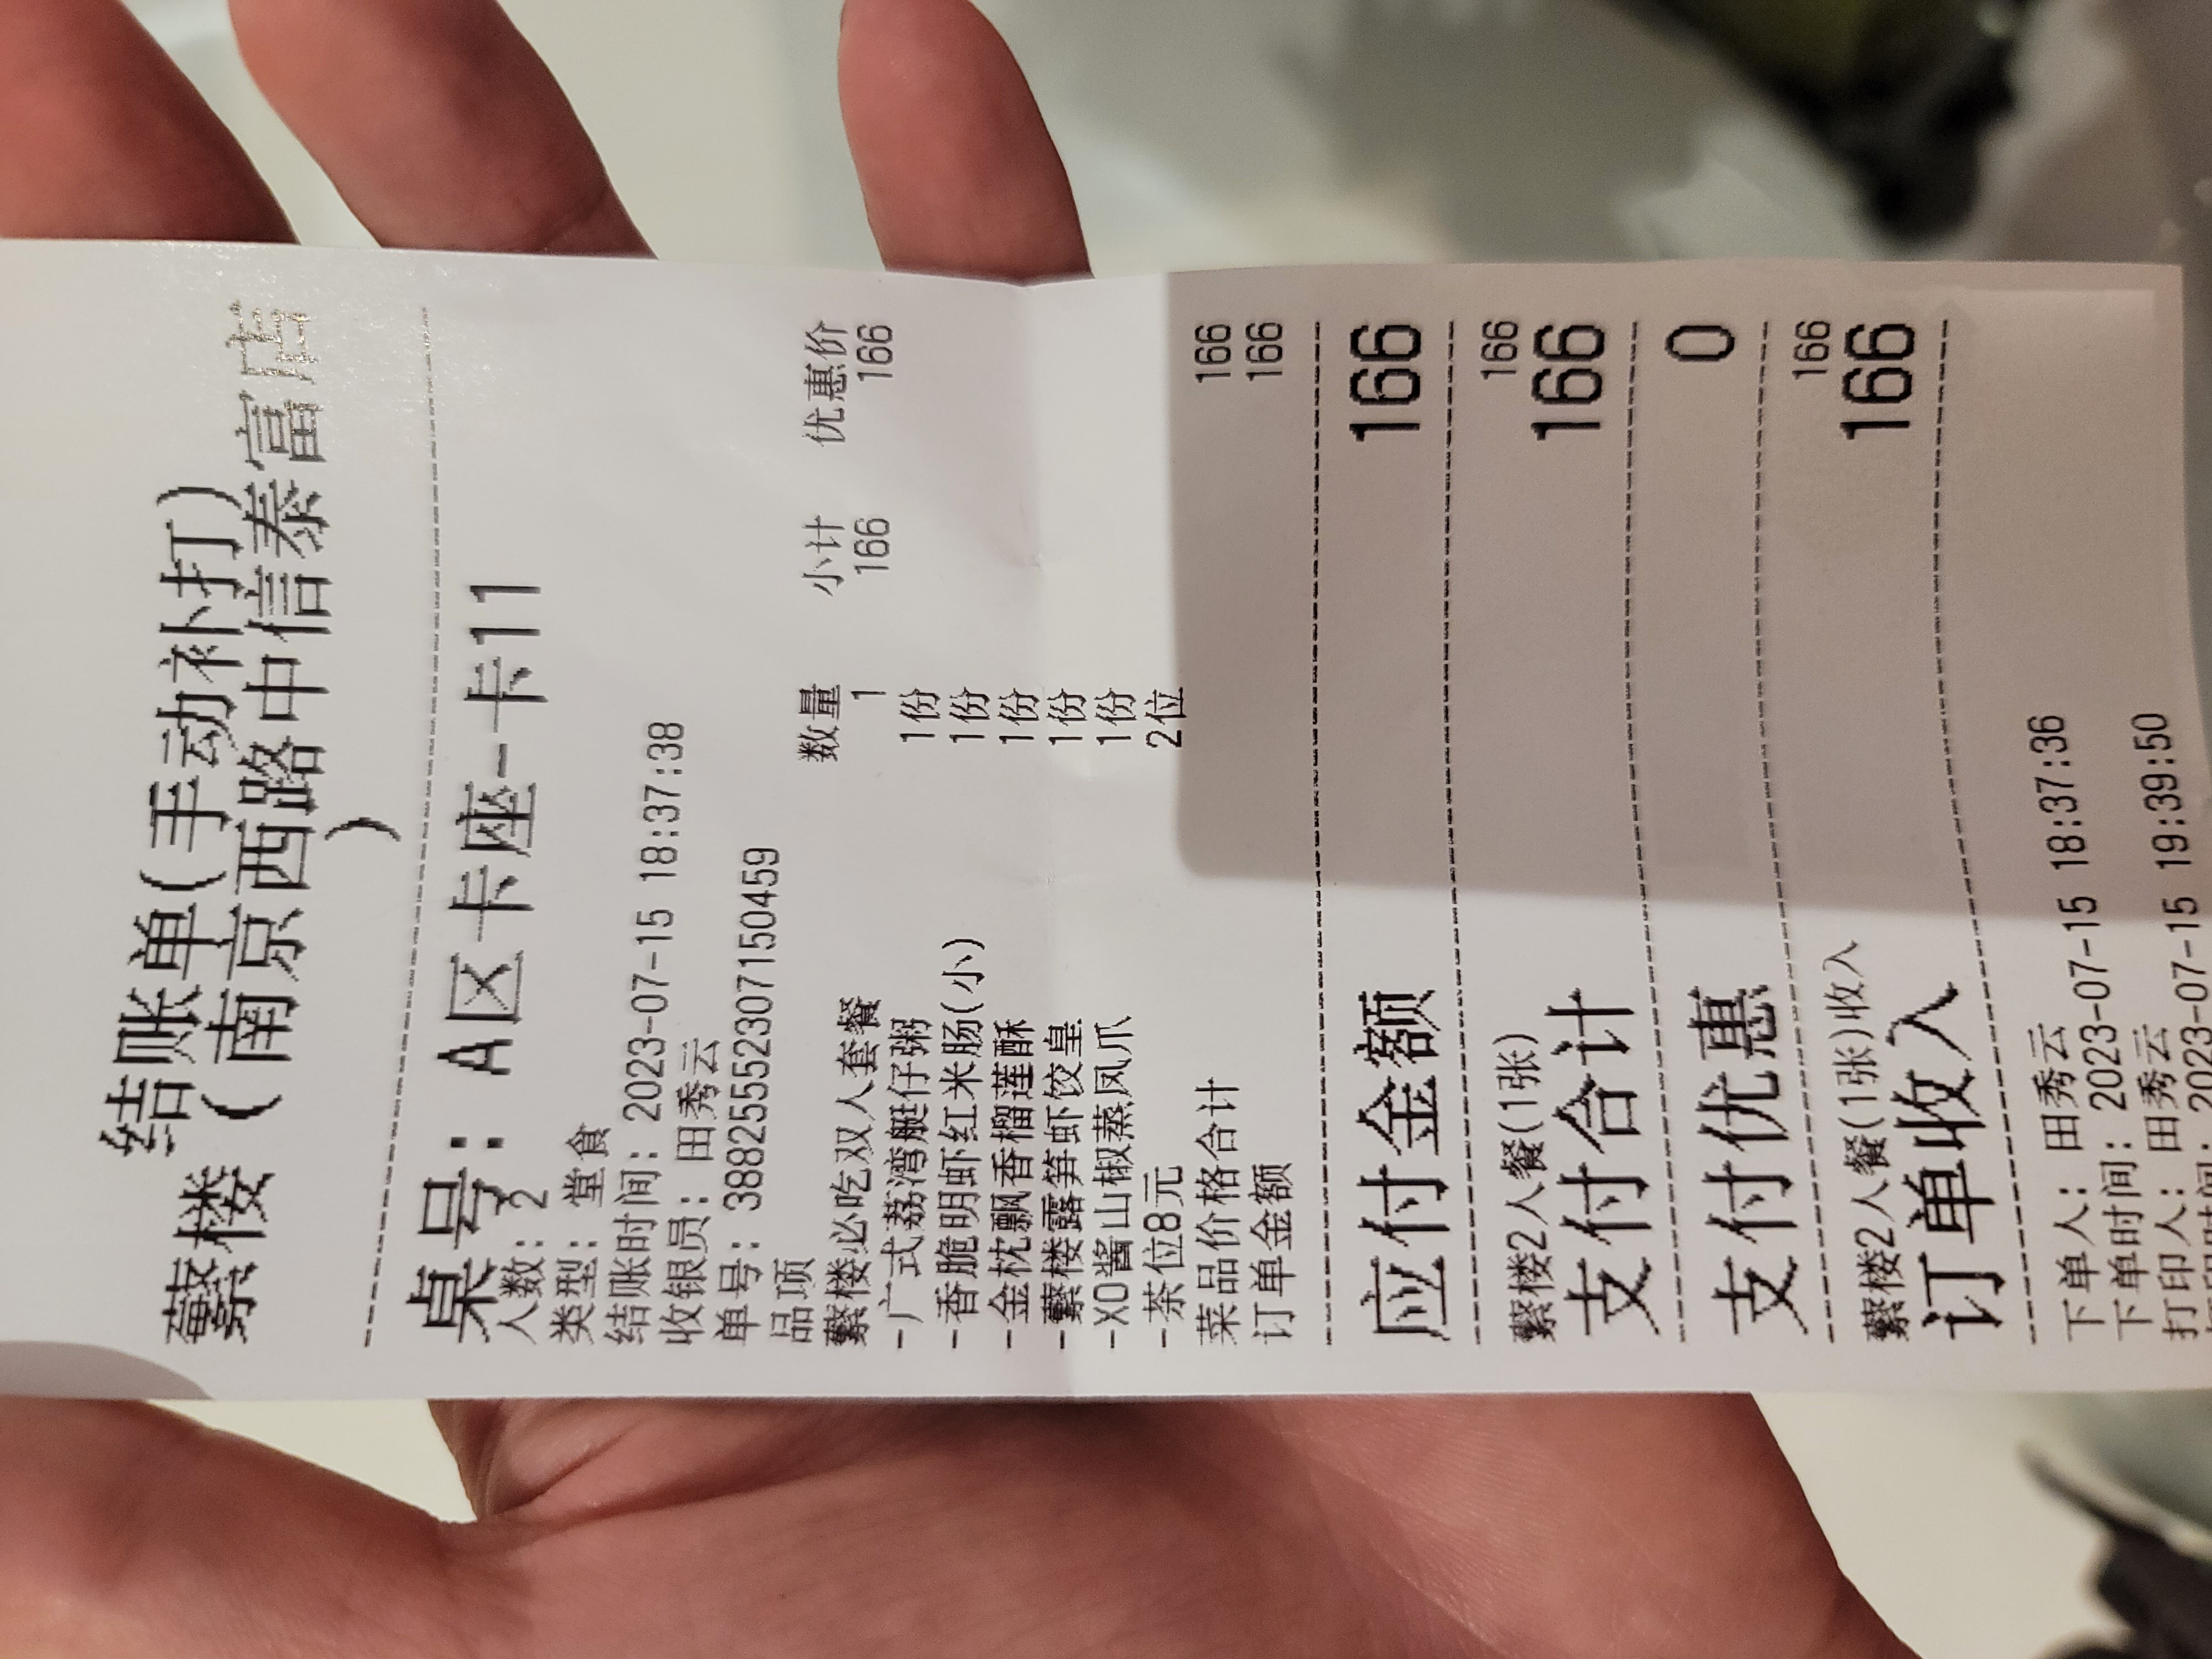 结账单(手动补打)
蘩楼（南京西路中信泰富店
）
桌号: A区卡座-卡11
人数: 2
类型: 堂食
结账时间: 2023-07-15 18:37:38
收银员: 田秀云
单号: 3882555230715​0459
品项 数量 小计 优惠价
蘩楼必吃双人套餐 1 166 166
-广式荔湾艇仔粥 1份
-香脆明虾红米肠(小) 1份
-金枕飘香榴莲酥 1份
-蘩楼露笋虾饺皇 1份
-XO酱山椒蒸凤爪 1份
-茶位8元 2位
菜品价格合计 166
订单金额 166
应付金额 166
蘩楼2人餐(1张) 166
支付合计 166
支付优惠 0
蘩楼2人餐(1张)收入 166
订单收入 166
下单人: 田秀云
下单时间: 2023-07-15 18:37:36
打印人: 田秀云
2023-07-15 19:39:50